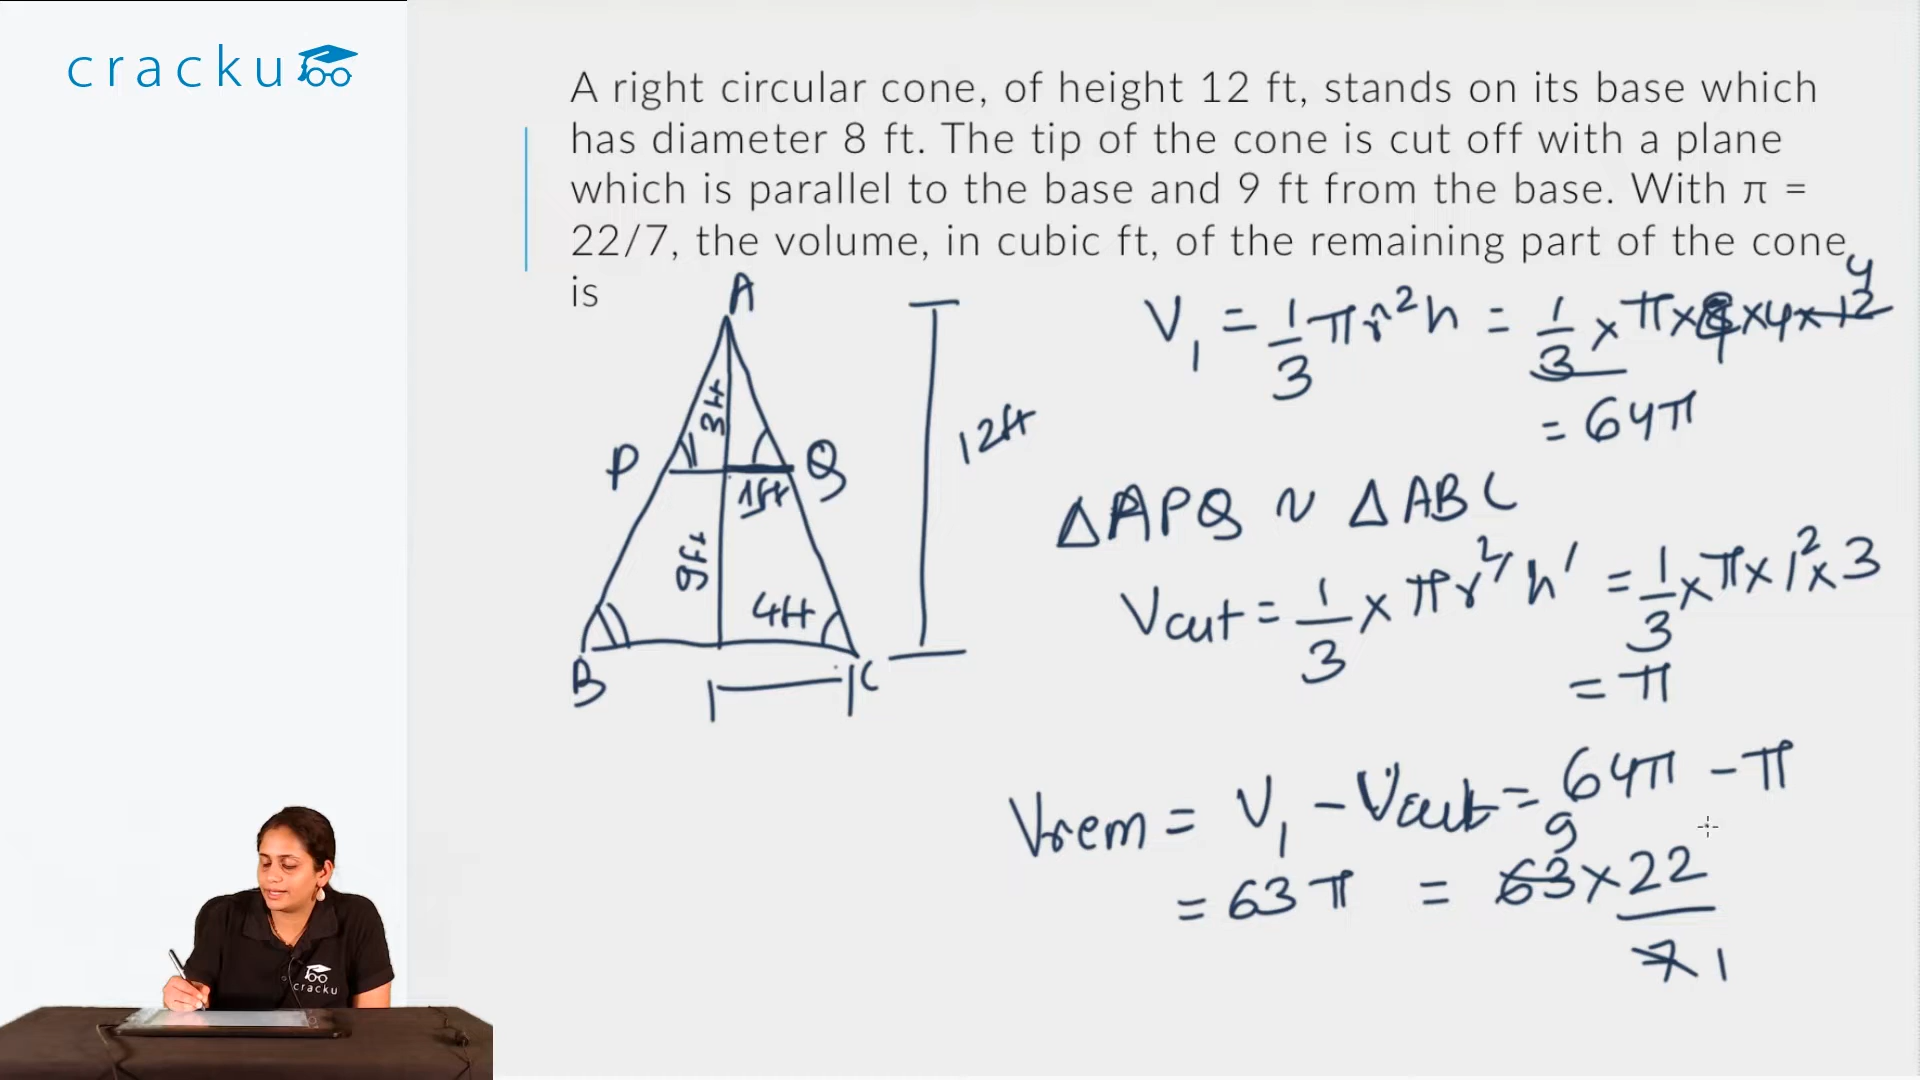 cracku
A right circular cone, of height 12 ft, stands on its base which
has diameter 8 ft. The tip of the cone is cut off with a plane
which is parallel to the base and 9 ft from the base. With π =
22/7, the volume, in cubic ft, of the remaining part of the cone
is
A
3ft
P
Q
1ft
9ft
4ft
B
C
12ft
V₁ = 1/3 πr²h = 1/3 × π × 4 × 4 × 12 4
= 64π
△APQ ~ △ABC
Vcut = 1/3 × πr'²h' = 1/3 × π × 1² × 3
= π
Vrem = V₁ - Vcut = 64π - π
= 63π = 63 9 × 22/7 1
cracku